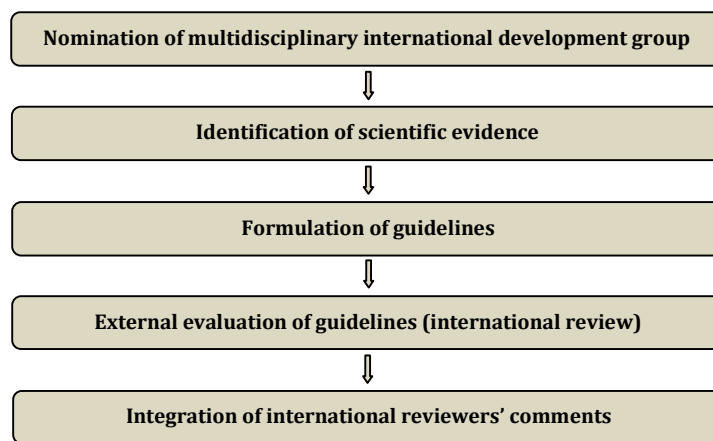 Nomination of multidisciplinary international development group
Identification of scientific evidence
Formulation of guidelines
External evaluation of guidelines (international review)
Integration of international reviewers’ comments